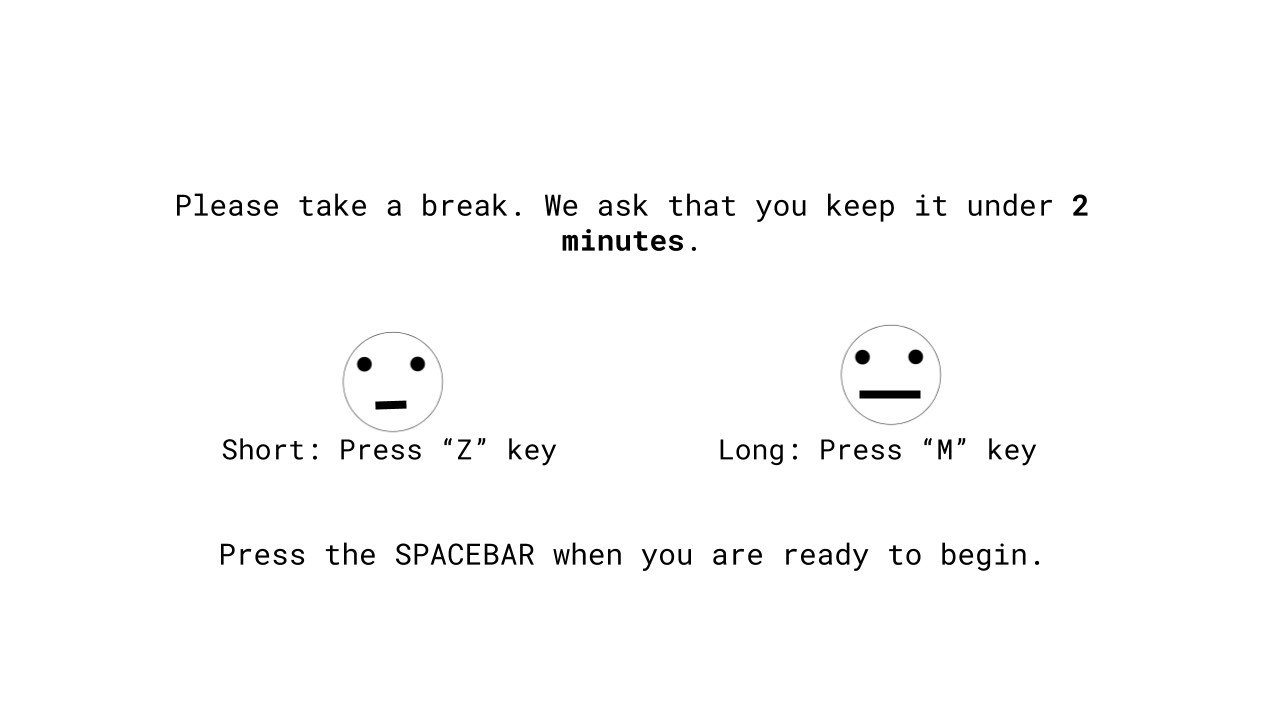 Please take a break. We ask that you keep it under 2
minutes.
Short: Press “Z” key
Long: Press “M” key
Press the SPACEBAR when you are ready to begin.